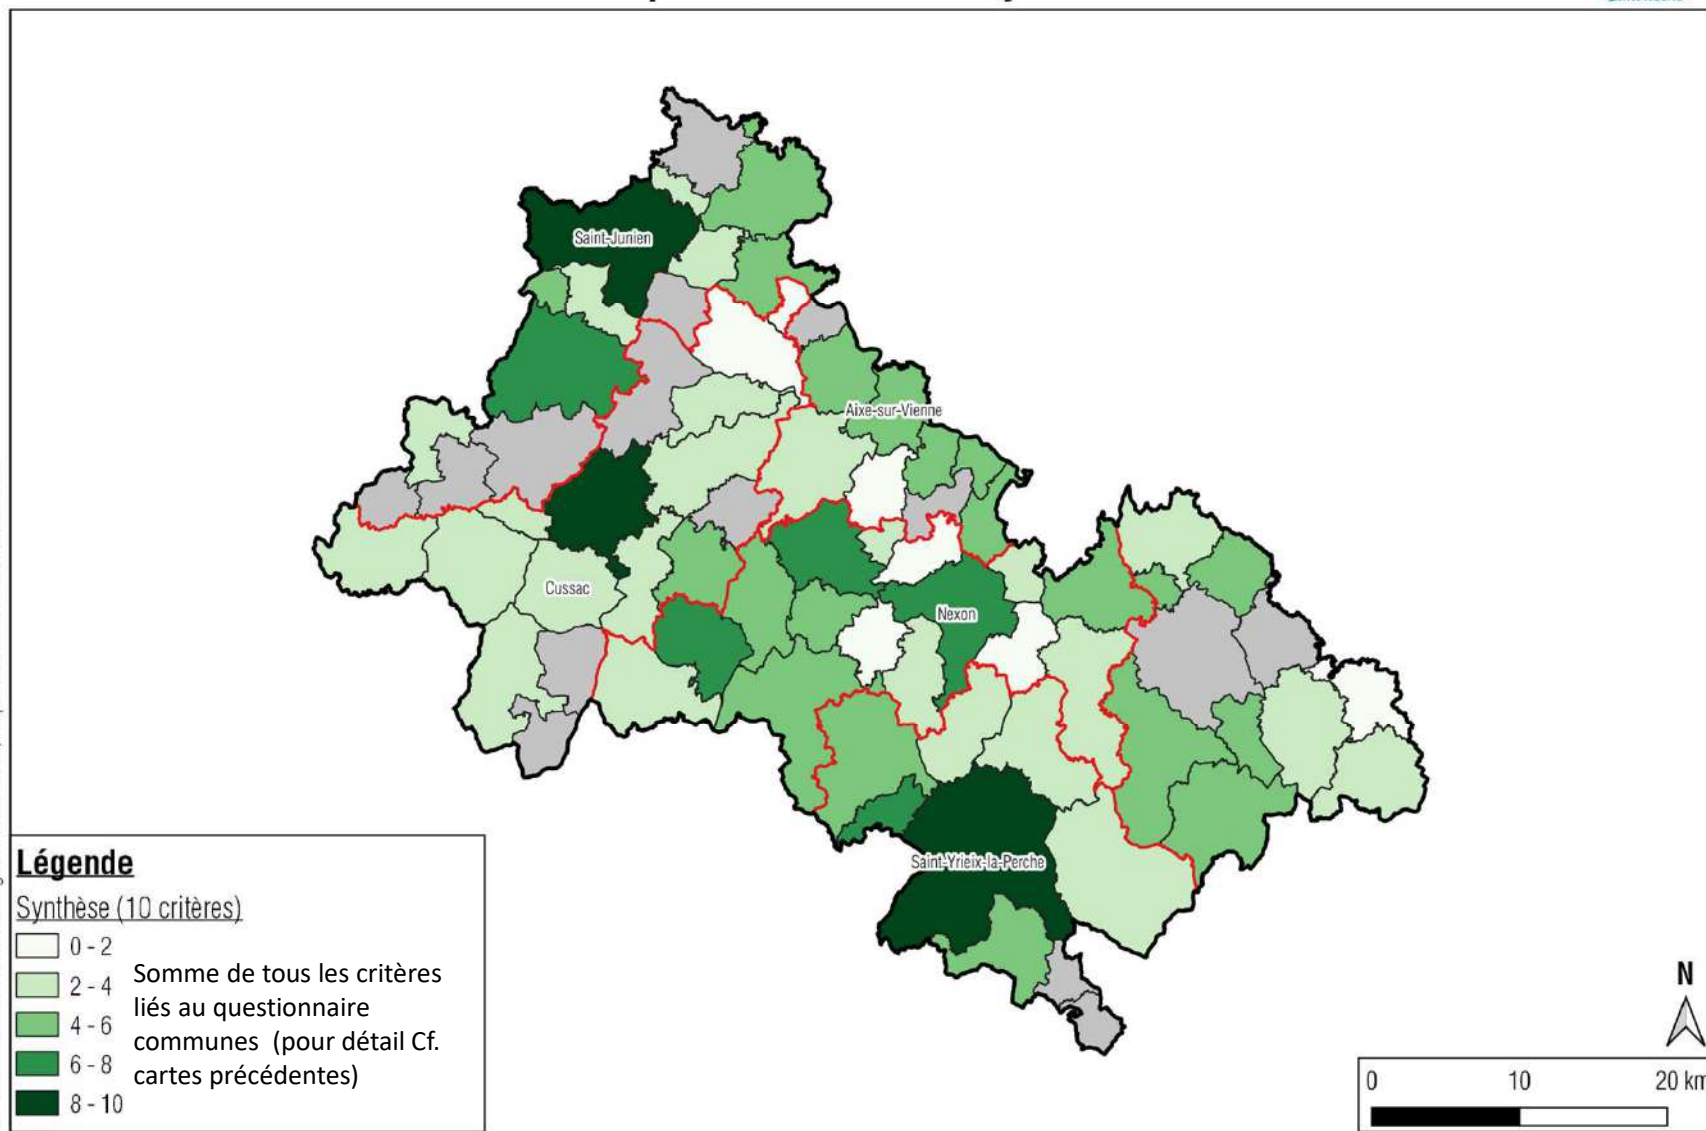 Saint-Junien
Aixe-sur-Vienne
Cussac
Nexon
Saint-Yrieix-la-Perche
Légende
Synthèse (10 critères)
0 - 2
2 - 4
4 - 6
6 - 8
8 - 10
Somme de tous les critères
liés au questionnaire
communes (pour détail Cf.
cartes précédentes)
N
0 10 20 km